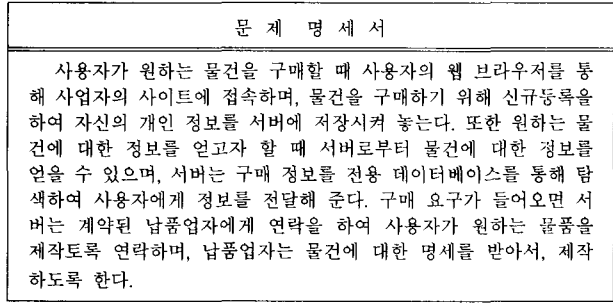 문 제 명 세 서
사용자가 원하는 물건을 구매할 때 사용자의 웹 브라우저를 통
해 사업자의 사이트에 접속하며, 물건을 구매하기 위해 신규등록을
하여 자신의 개인 정보를 서버에 저장시켜 놓는다. 또한 원하는 물
건에 대한 정보를 얻고자 할 때 서버로부터 물건에 대한 정보를
얻을 수 있으며, 서버는 구매 정보를 전용 데이터베이스를 통해 탐
색하여 사용자에게 정보를 전달해 준다. 구매 요구가 들어오면 서
버는 계약된 납품업자에게 연락을 하여 사용자가 원하는 물품을
제작토록 연락하며, 납품업자는 물건에 대한 명세를 받아서, 제작
하도록 한다.